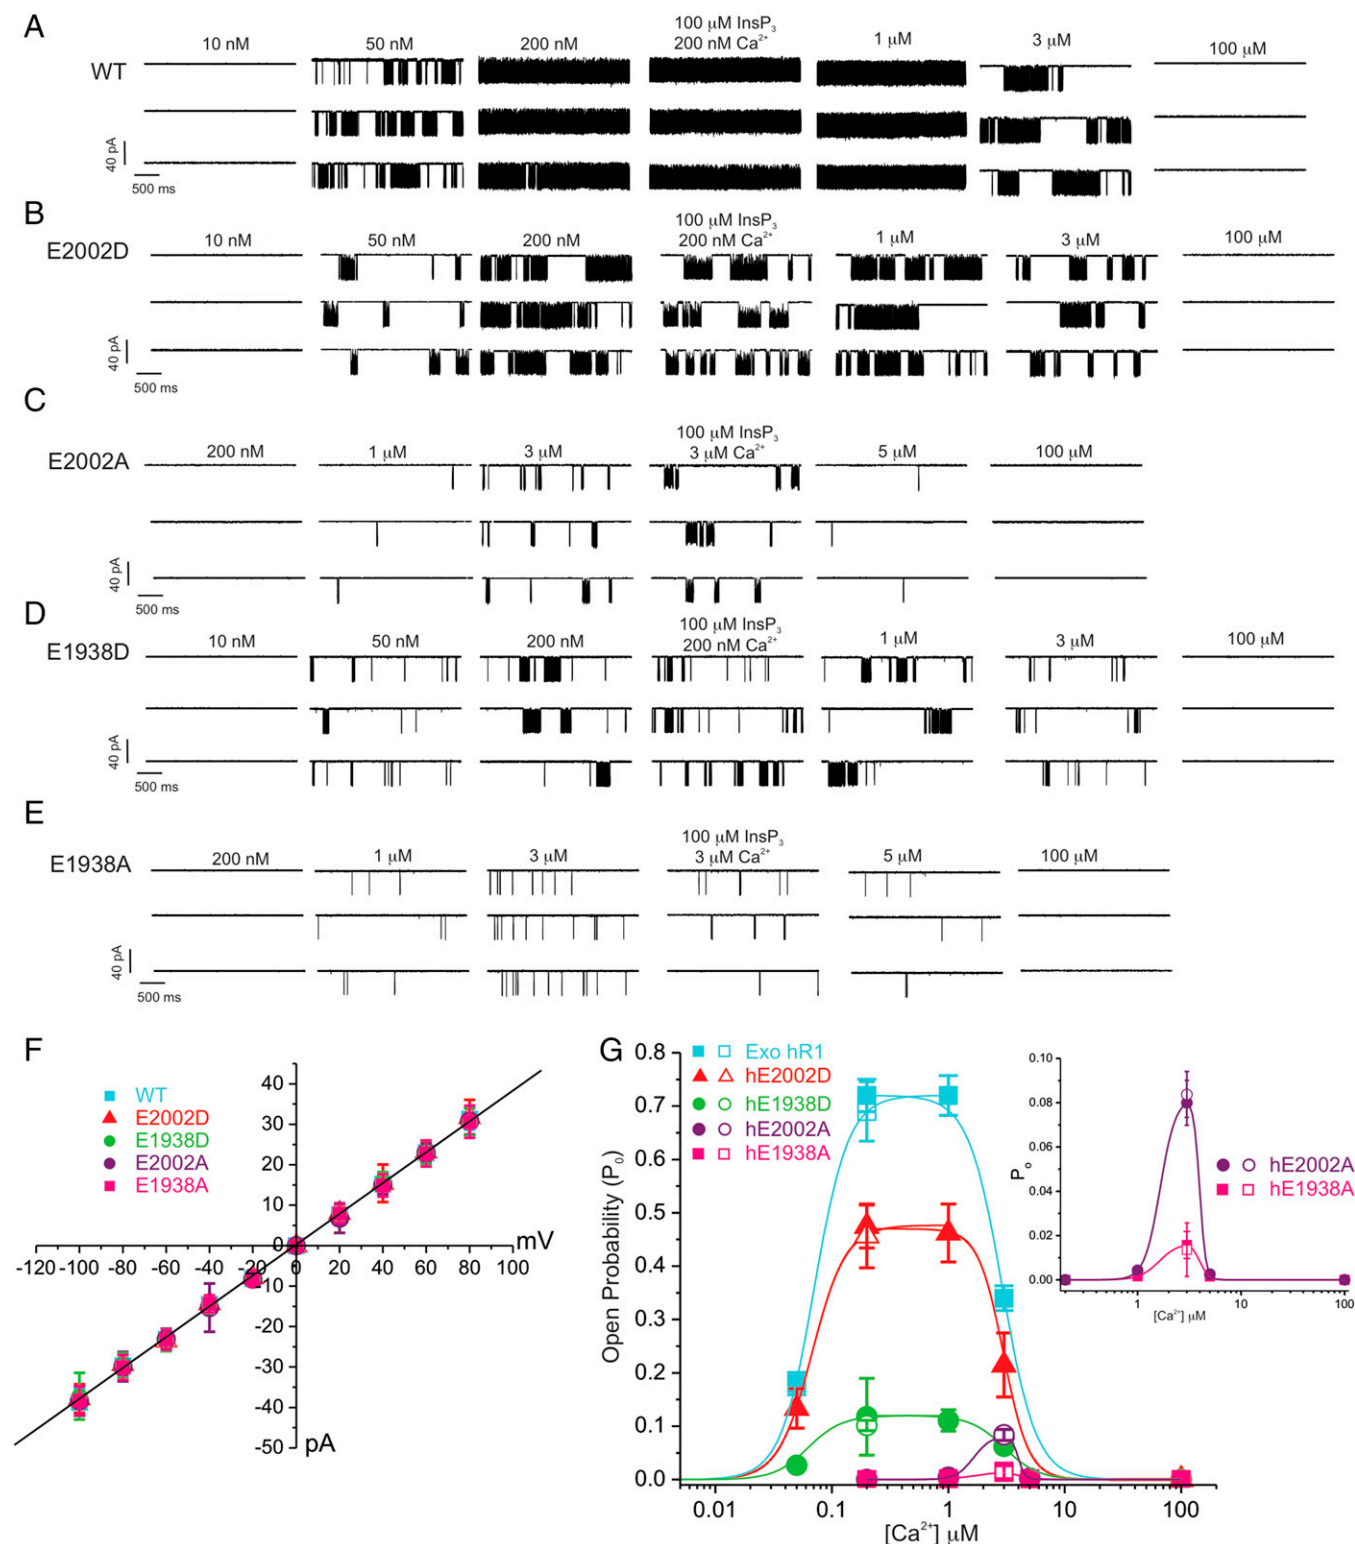 A
WT
10 nM
50 nM
200 nM
100 μM InsP₃
200 nM Ca²⁺
1 μM
3 μM
100 μM
40 pA
500 ms
B
E2002D
10 nM
50 nM
200 nM
100 μM InsP₃
200 nM Ca²⁺
1 μM
3 μM
100 μM
40 pA
500 ms
C
E2002A
200 nM
1 μM
3 μM
100 μM InsP₃
3 μM Ca²⁺
5 μM
100 μM
40 pA
500 ms
D
E1938D
10 nM
50 nM
200 nM
100 μM InsP₃
200 nM Ca²⁺
1 μM
3 μM
100 μM
40 pA
500 ms
E
E1938A
200 nM
1 μM
3 μM
100 μM InsP₃
3 μM Ca²⁺
5 μM
100 μM
40 pA
500 ms
F
WT
E2002D
E1938D
E2002A
E1938A
40
30
20
10
0
-10
-20
-30
-40
-50
pA
-120 -100 -80 -60 -40 -20 0 20 40 60 80 100
mV
G
Exo hR1
hE2002D
hE1938D
hE2002A
hE1938A
Open Probability (P₀)
0.8
0.7
0.6
0.5
0.4
0.3
0.2
0.1
0.0
0.01 0.1 1 10 100
[Ca²⁺] μM
Pₒ
0.10
0.08
0.06
0.04
0.02
0.00
1 10 100
[Ca²⁺] μM
hE2002A
hE1938A